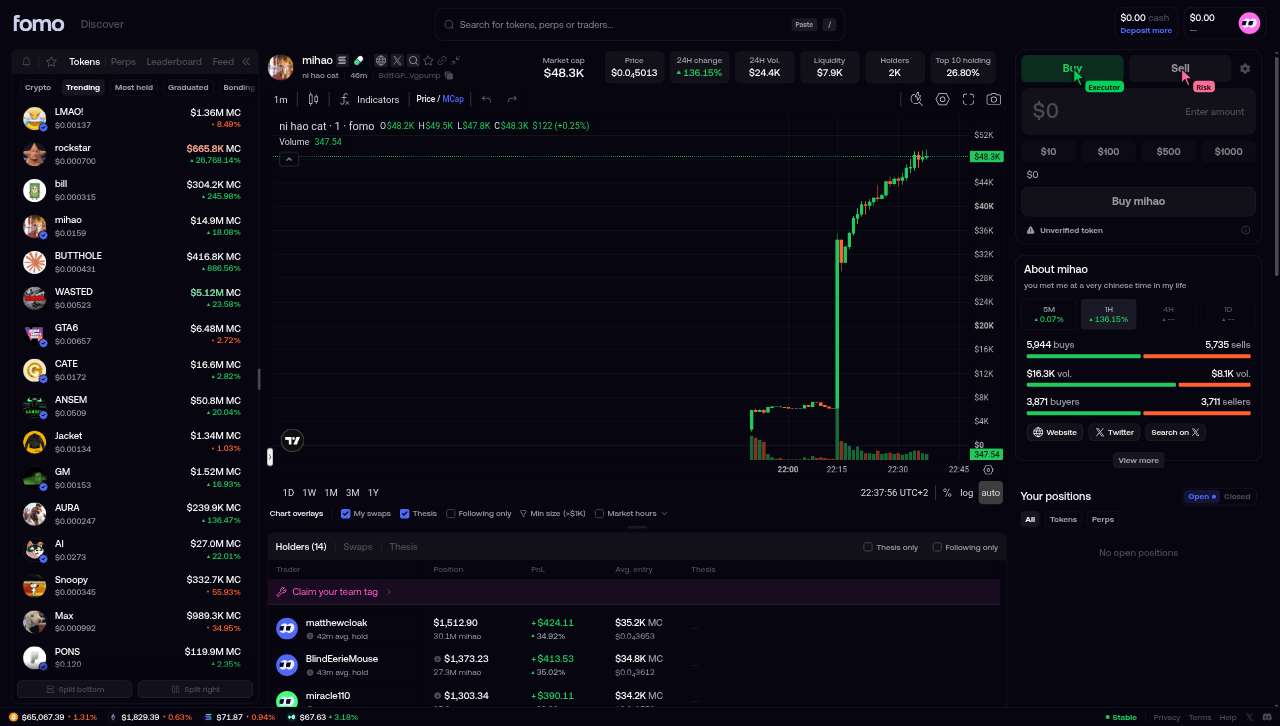 fomo
Discover
Search for tokens, perps or traders...
Paste
/
$0.00 cash
Deposit more
$0.00
—
Tokens Perps Leaderboard Feed
Crypto Trending Most held Graduated Bonding
LMAO! $1.36M MC
$0.00137 8.49%
rockstar $665.8K MC
$0.000700 26,768.14%
bill $304.2K MC
$0.000315 245.98%
mihao $14.9M MC
$0.0159 18.08%
BUTTHOLE $416.8K MC
$0.000431 886.56%
WASTED $5.12M MC
$0.00523 23.58%
GTA6 $6.48M MC
$0.00657 2.72%
CATE $16.6M MC
$0.0172 2.82%
ANSEM $50.8M MC
$0.0509 20.04%
Jacket $1.34M MC
$0.00134 1.03%
GM $1.52M MC
$0.00153 16.93%
AURA $239.9K MC
$0.000247 136.47%
AI $27.0M MC
$0.0273 22.01%
Snoopy $332.7K MC
$0.000345 55.93%
Max $989.3K MC
$0.000992 34.95%
PONS $119.9M MC
$0.120 2.35%
Split bottom Split right
mihao
ni hao cat 46m BdtfGP...Vgpump
Market cap
$48.3K
Price
$0.0₄5013
24H change
136.15%
24H Vol.
$24.4K
Liquidity
$7.9K
Holders
2K
Top 10 holding
26.80%
1m Indicators Price / MCap
ni hao cat · 1 · fomo O$48.2K H$49.5K L$47.8K C$48.3K $122 (+0.25%)
Volume 347.54
$52K
$48.3K
$44K
$40K
$36K
$32K
$28K
$24K
$20K
$16K
$12K
$8K
$4K
$0
347.54
22:00 22:15 22:30 22:45
1D 1W 1M 3M 1Y
22:37:56 UTC+2 % log auto
Chart overlays My swaps Thesis Following only Min size (>$1K) Market hours
Holders (14) Swaps Thesis
Thesis only Following only
Trader Position PnL Avg. entry Thesis
Claim your team tag
matthewcloak $1,512.90 +$424.11 $35.2K MC
42m avg. hold 30.1M mihao 34.92% $0.0₄3653
BlindEerieMouse $1,373.23 +$413.53 $34.8K MC
43m avg. hold 27.3M mihao 35.02% $0.0₄3612
miracle110 $1,303.34 +$390.11 $34.2K MC
Buy Sell
Executor Risk
$0 Enter amount
$10 $100 $500 $1000
$0
Buy mihao
Unverified token
About mihao
you met me at a very chinese time in my life
5M 1H 4H 1D
0.07% 136.15% -- --
5,944 buys 5,735 sells
$16.3K vol. $8.1K vol.
3,871 buyers 3,711 sellers
Website Twitter Search on X
View more
Your positions Open Closed
All Tokens Perps
No open positions
$65,067.39 1.31% $1,829.39 0.63% $71.87 0.94% $67.63 3.18%
Stable Privacy Terms Help